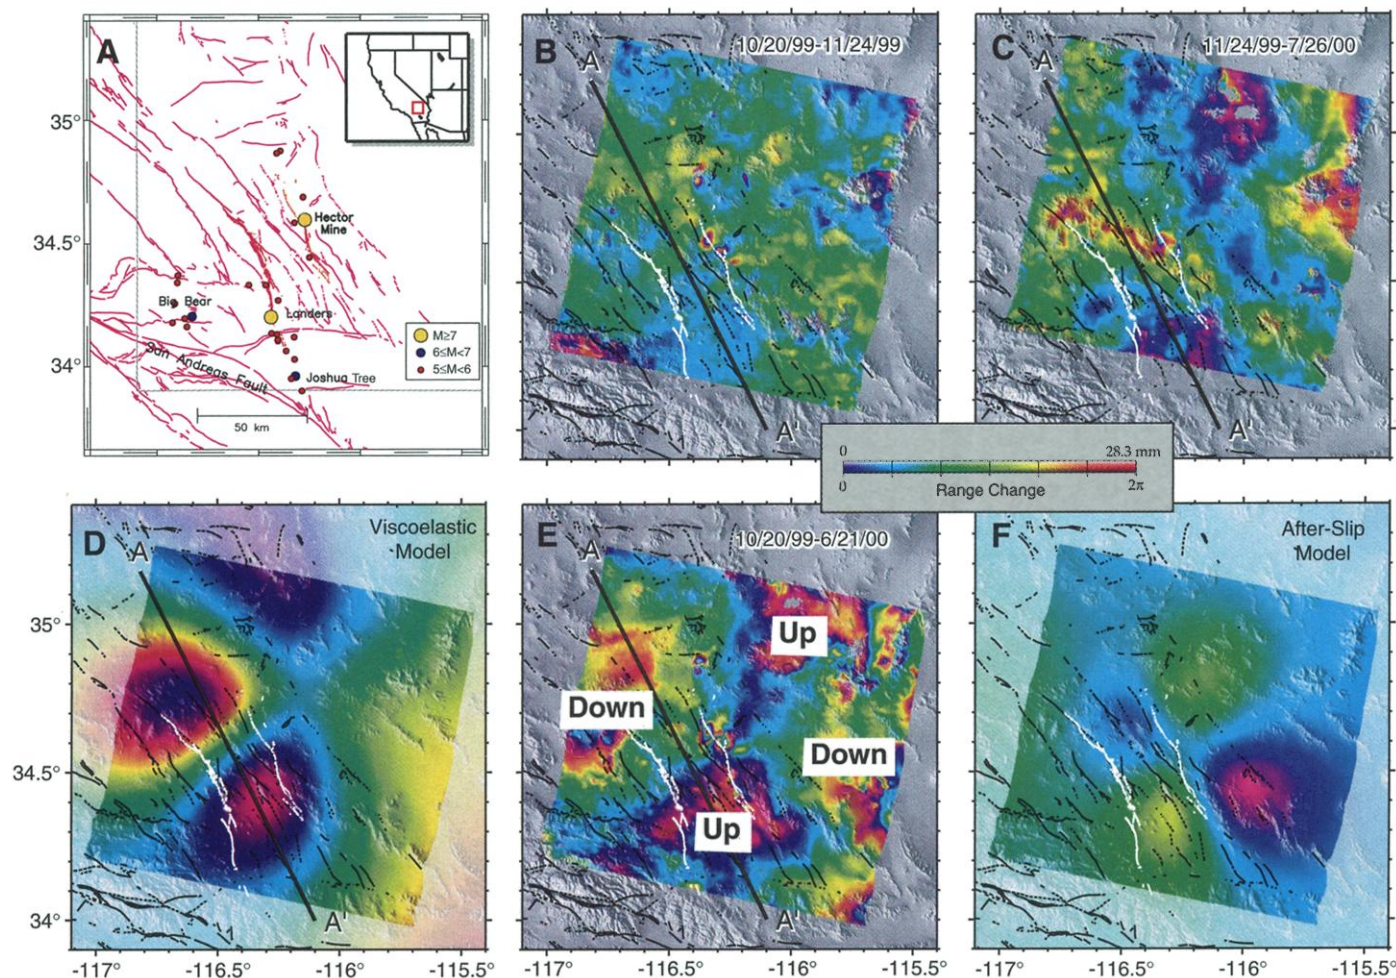 A
35°
34.5°
34°
Hector
Mine
Big Bear
Landers
San Andreas Fault
Joshua Tree
M≥7
6≤M<7
5≤M<6
50 km
B
10/20/99-11/24/99
A
A'
C
11/24/99-7/26/00
A
A'
0
28.3 mm
0
Range Change
2π
D
Viscoelastic
Model
A
A'
35°
34.5°
34°
-117°
-116.5°
-116°
-115.5°
E
10/20/99-6/21/00
A
Up
Down
Down
Up
A'
-117°
-116.5°
-116°
-115.5°
F
After-Slip
Model
-117°
-116.5°
-116°
-115.5°